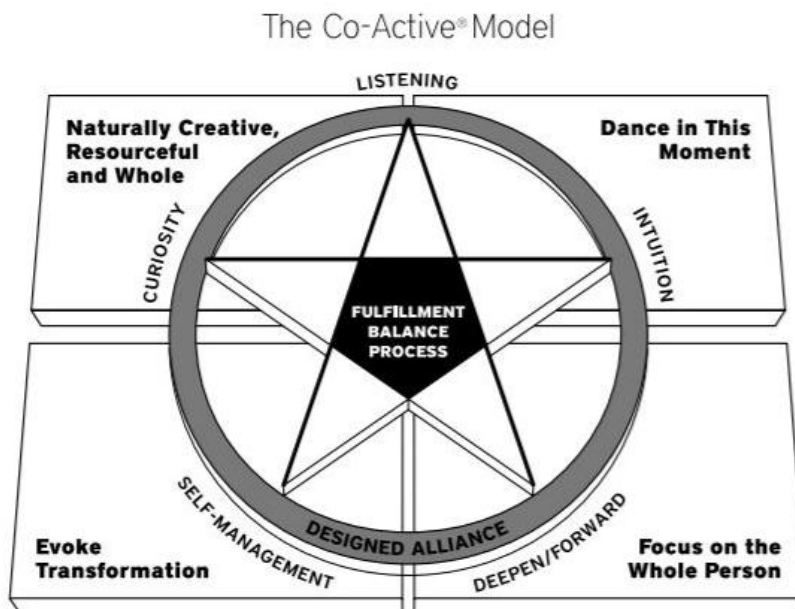 The Co-Active® Model
LISTENING
Naturally Creative,
Resourceful
and Whole
Dance in This
Moment
CURIOSITY
INTUITION
FULFILLMENT
BALANCE
PROCESS
SELF-MANAGEMENT
DESIGNED ALLIANCE
DEEPEN/FORWARD
Evoke
Transformation
Focus on the
Whole Person